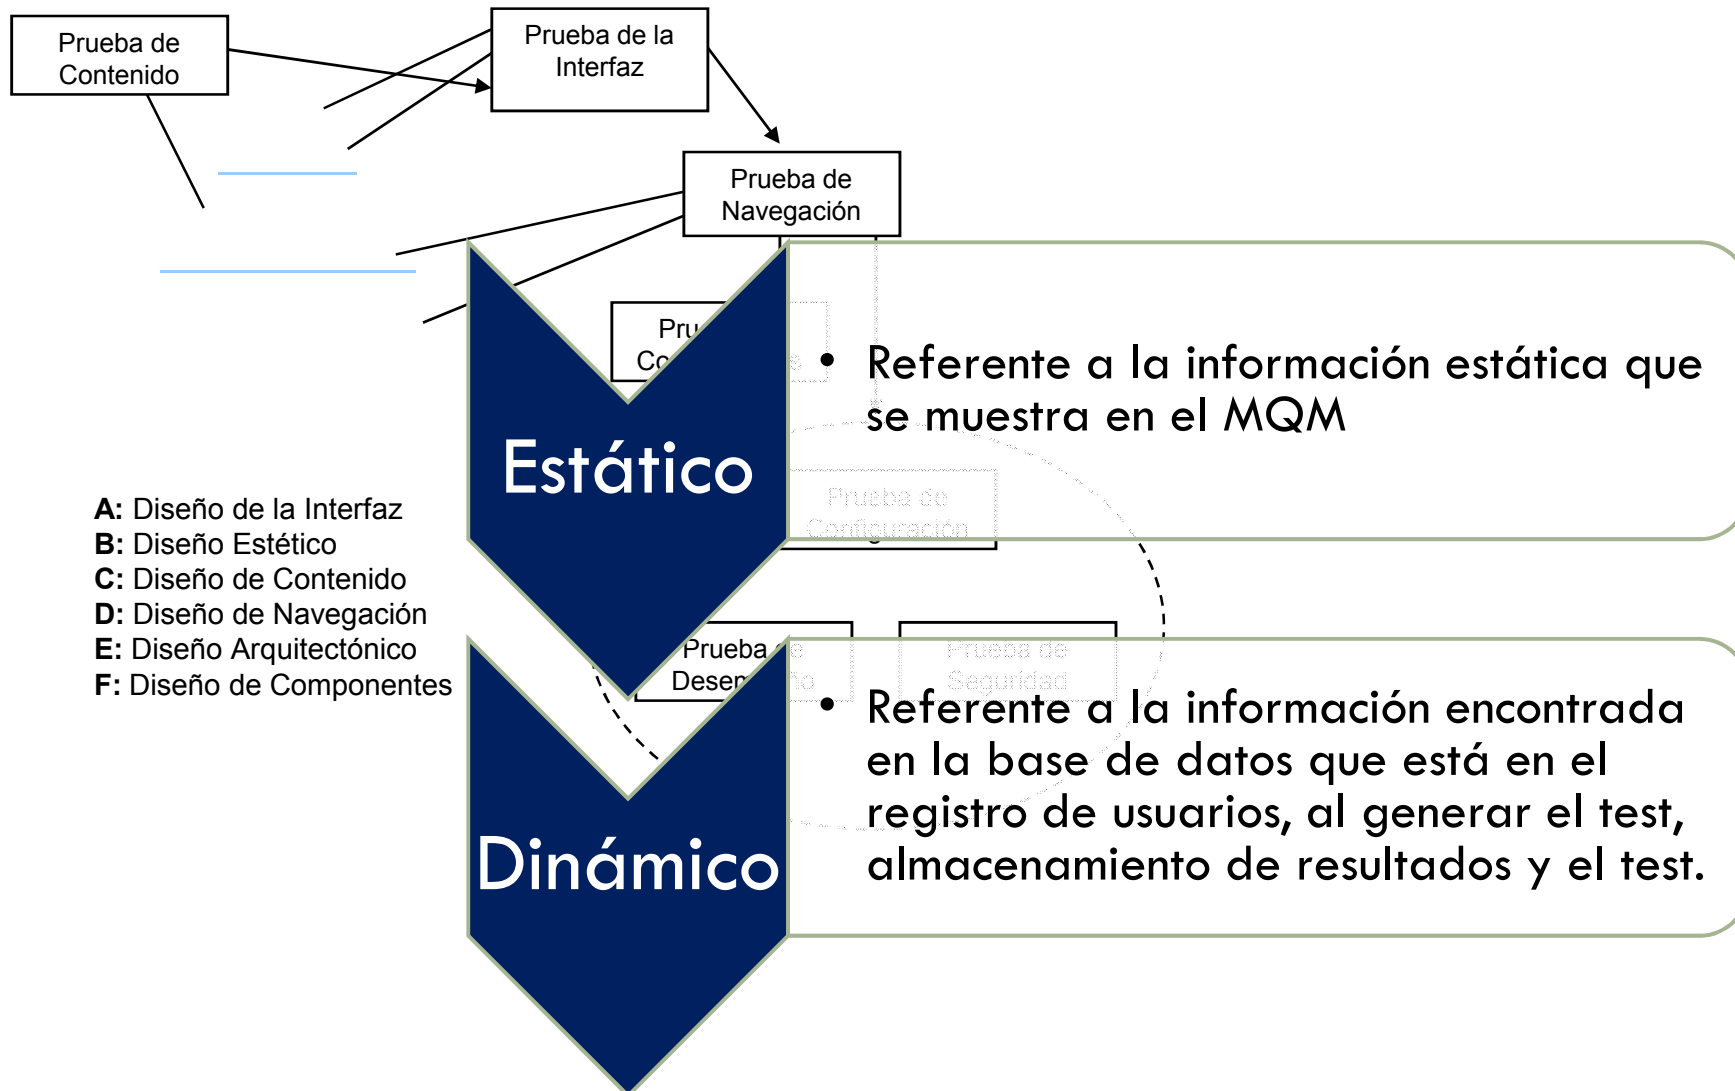 Prueba de
Contenido
Prueba de la
Interfaz
Prueba de
Navegación
Estático
• Referente a la información estática que
se muestra en el MQM
Prueba de
Configuración
A: Diseño de la Interfaz
B: Diseño Estético
C: Diseño de Contenido
D: Diseño de Navegación
E: Diseño Arquitectónico
F: Diseño de Componentes
Prueba de
Prueba de
Seguridad
Dinámico
• Referente a la información encontrada
en la base de datos que está en el
registro de usuarios, al generar el test,
almacenamiento de resultados y el test.